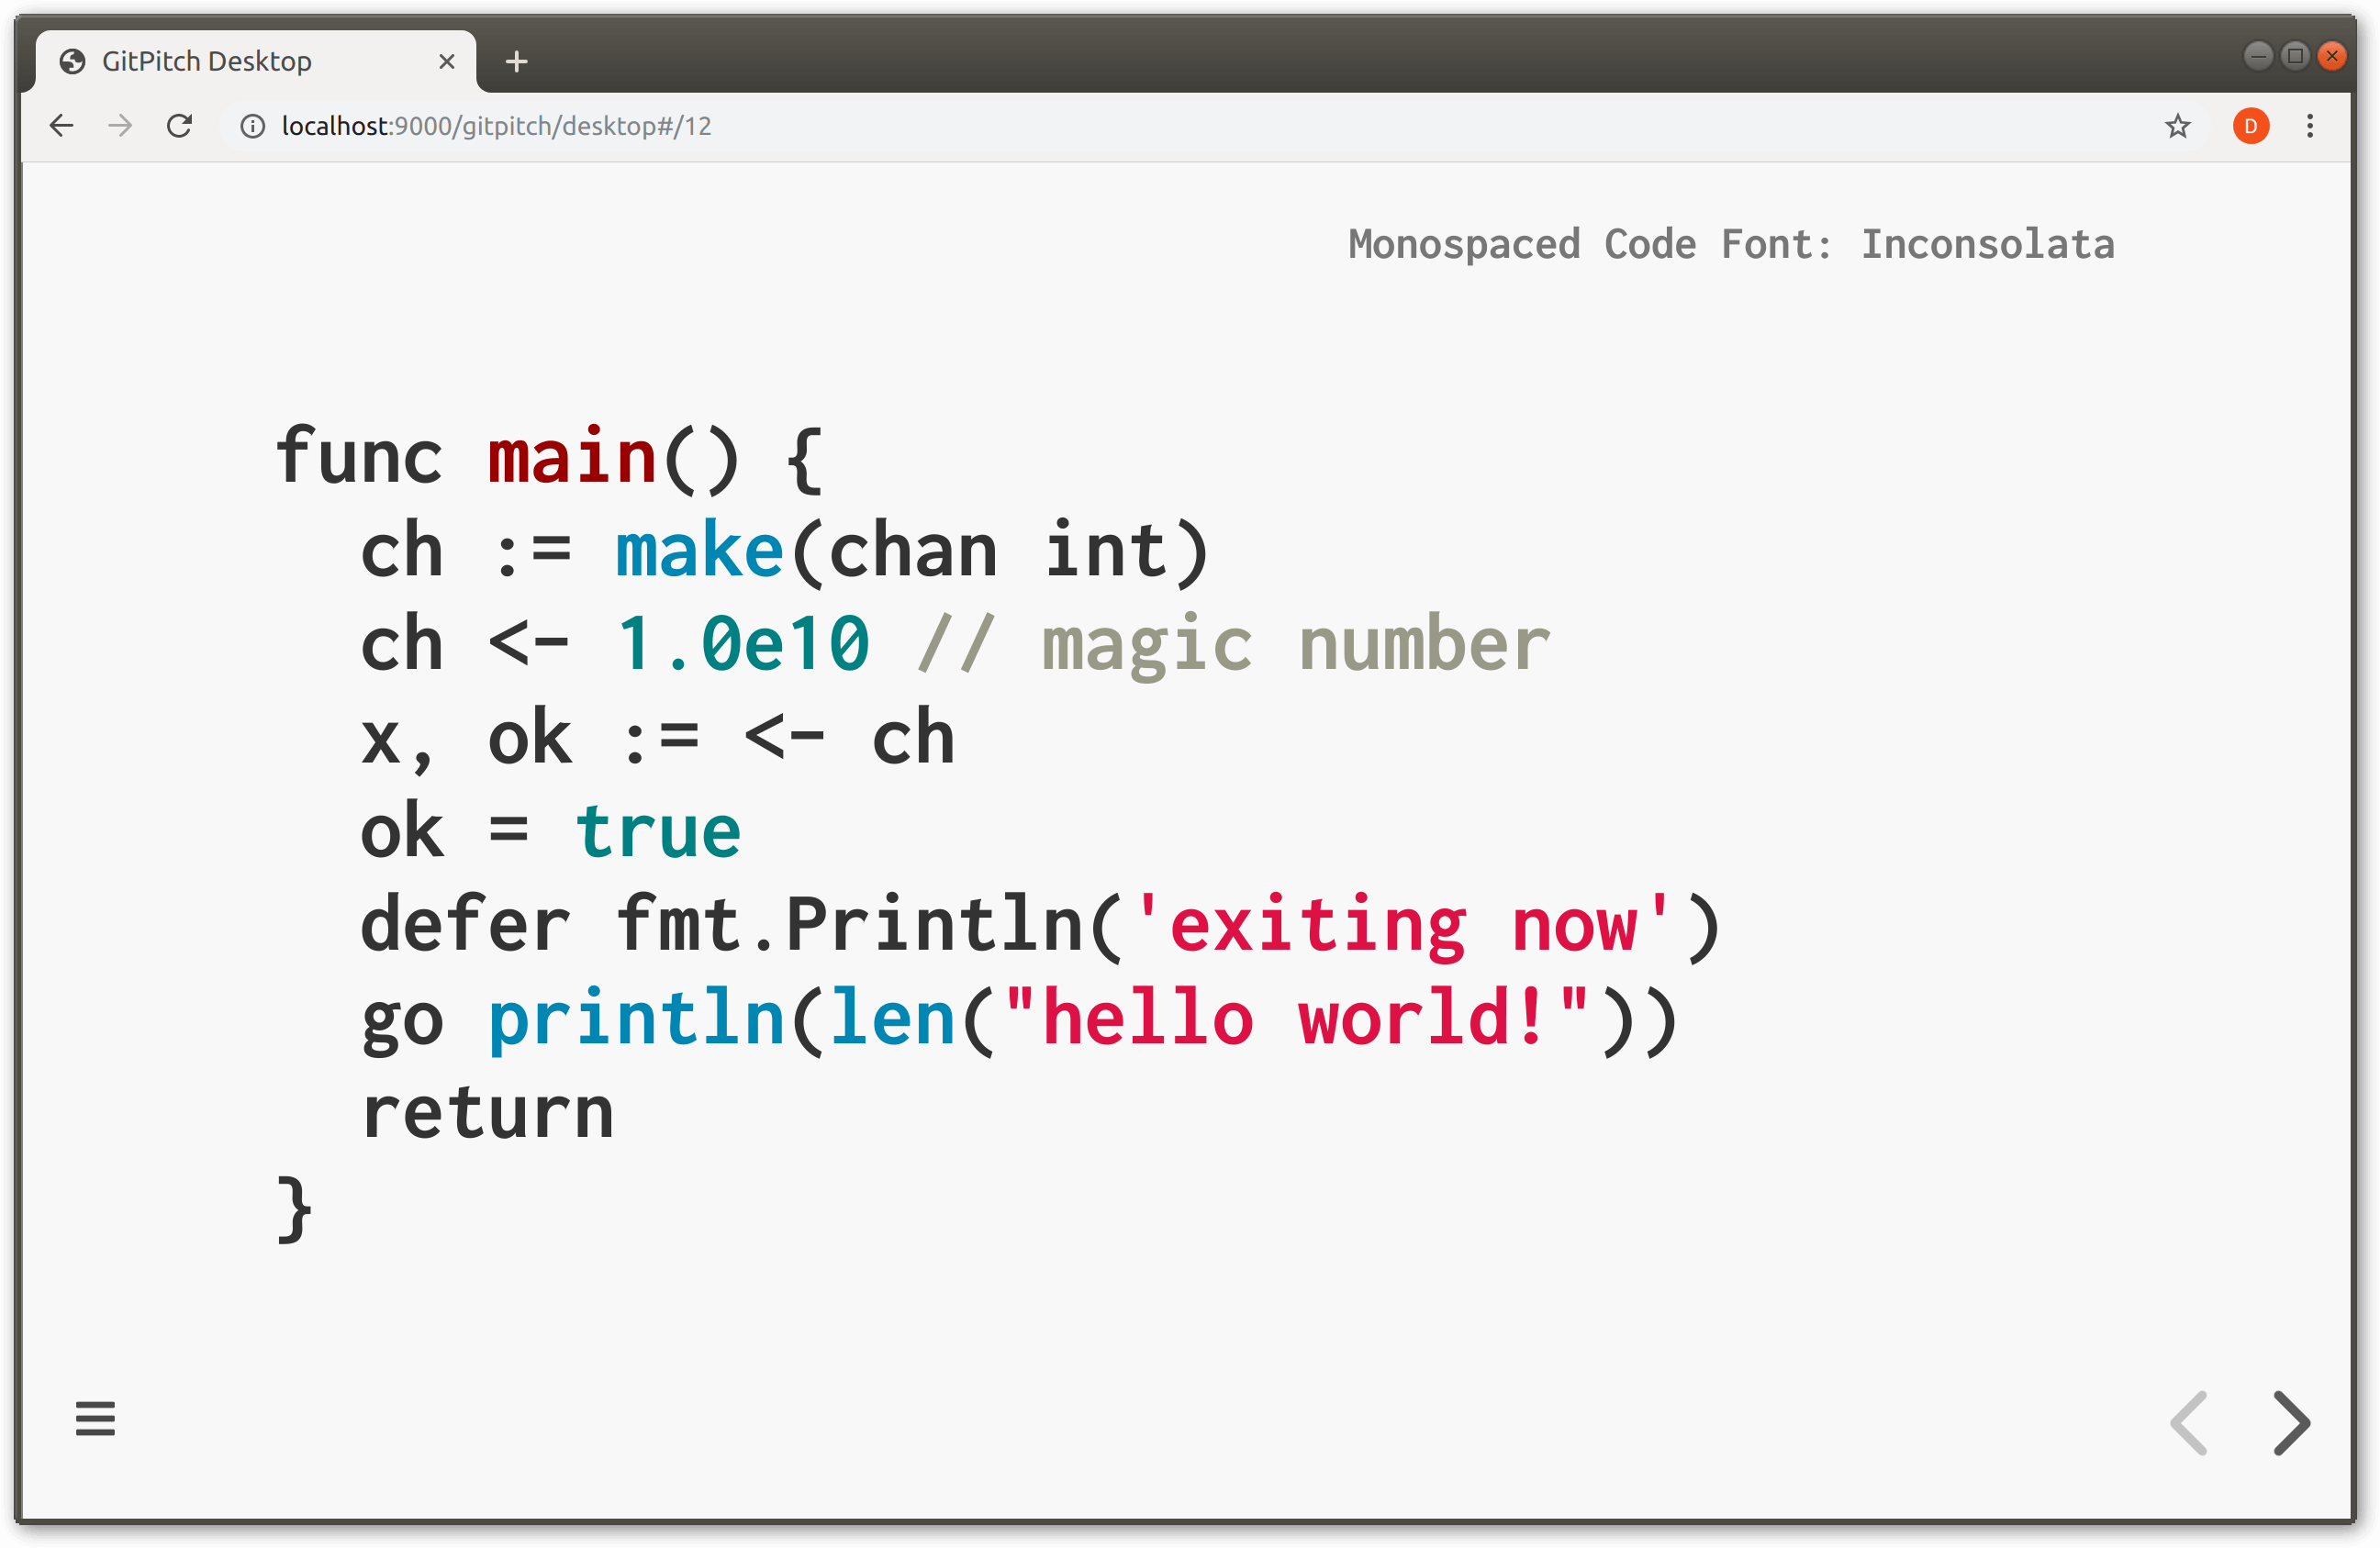 GitPitch Desktop
localhost:9000/gitpitch/desktop#/12
D
Monospaced Code Font: Inconsolata
func main() {
  ch := make(chan int)
  ch <- 1.0e10 // magic number
  x, ok := <- ch
  ok = true
  defer fmt.Println('exiting now')
  go println(len("hello world!"))
  return
}